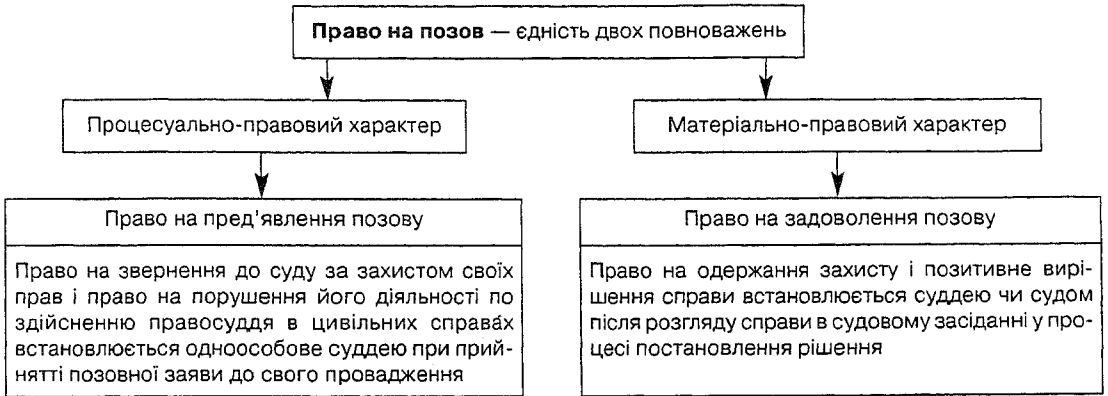 Право на позов — єдність двох повноважень
Процесуально-правовий характер
Матеріально-правовий характер
Право на пред’явлення позову
Право на звернення до суду за захистом своїх
прав і право на порушення його діяльності по
здійсненню правосуддя в цивільних справах
встановлюється одноособове суддею при прий-
нятті позовної заяви до свого провадження
Право на задоволення позову
Право на одержання захисту і позитивне вирі-
шення справи встановлюється суддею чи судом
після розгляду справи в судовому засіданні у про-
цесі постановлення рішення